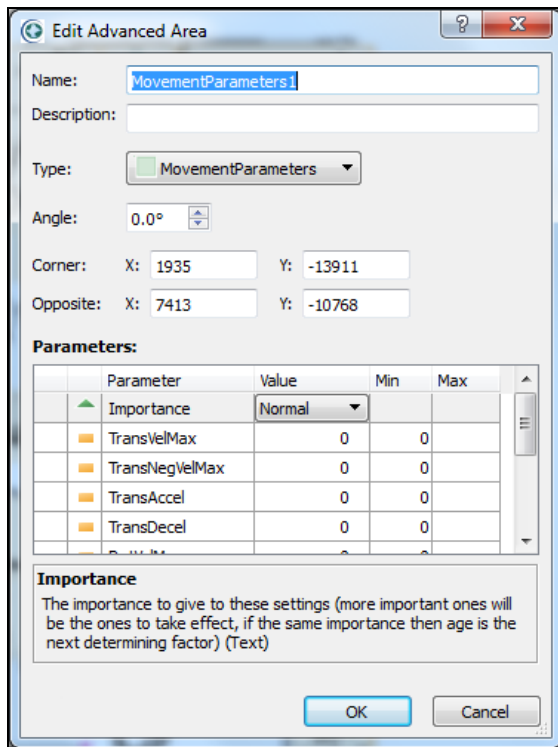 Edit Advanced Area
Name: MovementParameters1
Description:
Type: MovementParameters
Angle: 0.0°
Corner: X: 1935 Y: -13911
Opposite: X: 7413 Y: -10768
Parameters:
Parameter Value Min Max
Importance Normal
TransVelMax 0 0
TransNegVelMax 0 0
TransAccel 0 0
TransDecel 0 0
Importance
The importance to give to these settings (more important ones will
be the ones to take effect, if the same importance then age is the
next determining factor) (Text)
OK Cancel